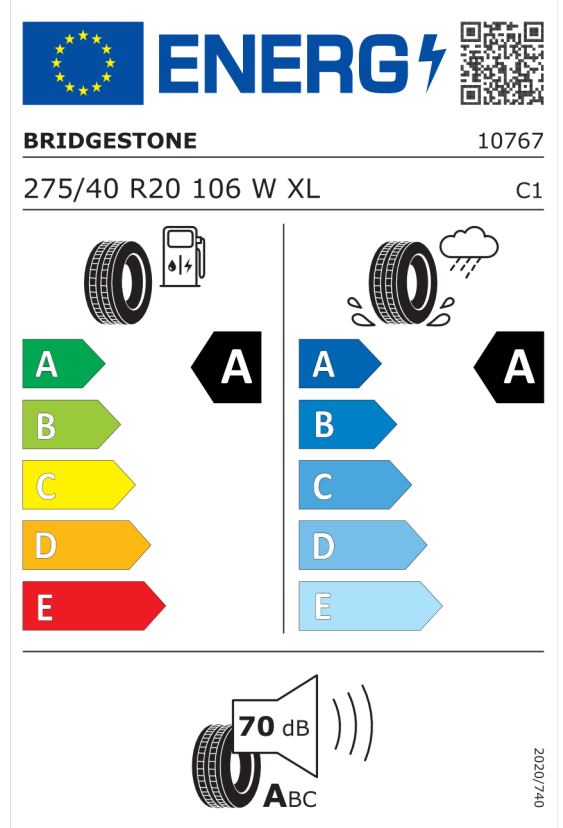 ENERG
BRIDGESTONE 10767
275/40 R20 106 W XL C1
A A A A
B B
C C
D D
E E
70 dB
ABC
2020/740